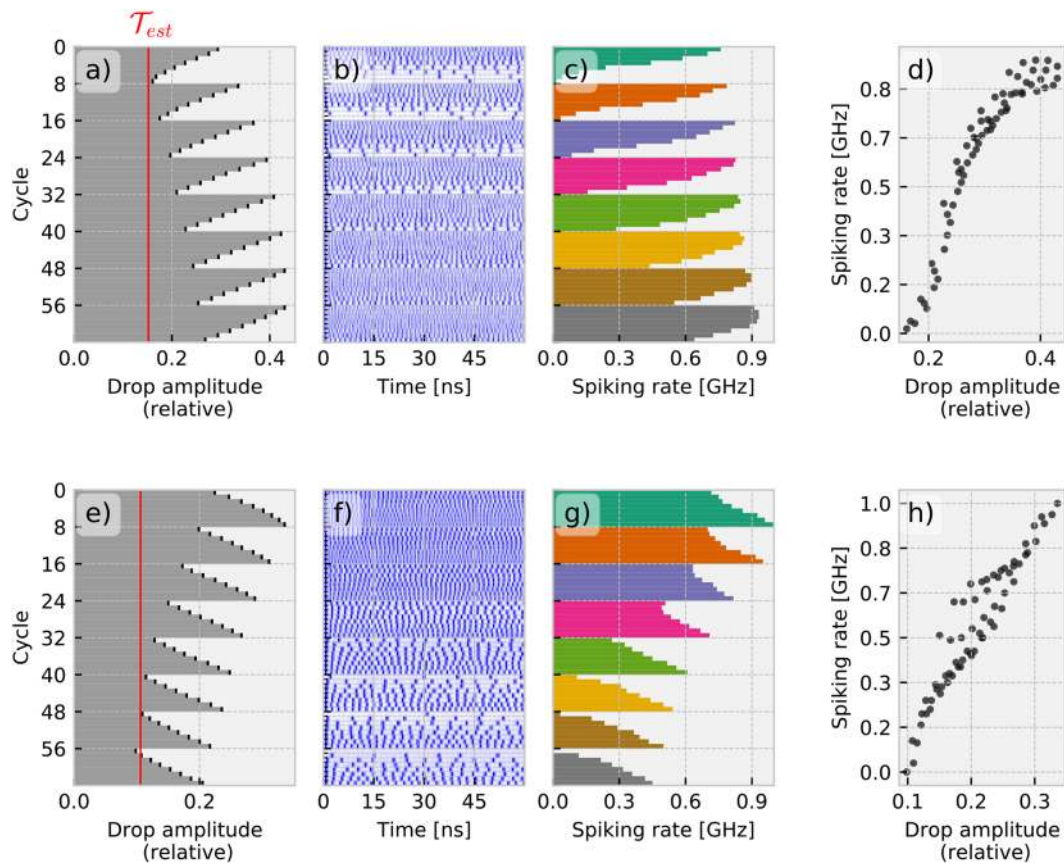 𝒯est
a)
b)
c)
d)
0
8
16
24
32
40
48
56
Cycle
0.0
0.2
0.4
Drop amplitude
(relative)
0
15
30
45
Time [ns]
0.0
0.3
0.6
0.9
Spiking rate [GHz]
0.8
0.7
0.5
0.3
0.2
0.0
Spiking rate [GHz]
0.2
0.3
0.4
Drop amplitude
(relative)
e)
f)
g)
h)
0
8
16
24
32
40
48
56
Cycle
0.0
0.2
Drop amplitude
(relative)
0
15
30
45
Time [ns]
0.0
0.3
0.6
0.9
Spiking rate [GHz]
1.0
0.8
0.7
0.5
0.3
0.2
0.0
Spiking rate [GHz]
0.1
0.2
0.3
Drop amplitude
(relative)